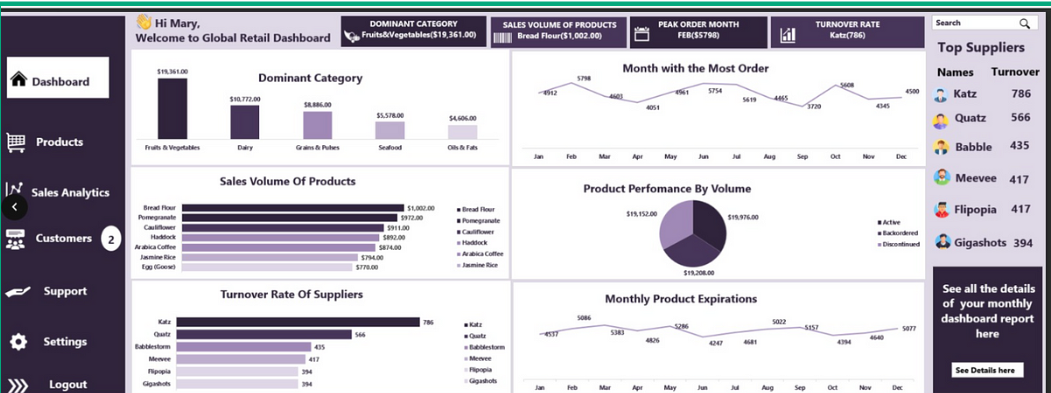 Hi Mary,
Welcome to Global Retail Dashboard
DOMINANT CATEGORY
Fruits&Vegetables($19,361.00)
SALES VOLUME OF PRODUCTS
Bread Flour($1,002.00)
PEAK ORDER MONTH
FEB($5798)
TURNOVER RATE
Katz(786)
Search
Dashboard
Products
Sales Analytics
Customers 2
Support
Settings
Logout
Dominant Category
$19,361.00
$10,772.00
$8,886.00
$5,578.00
$4,606.00
Fruits & Vegetables Dairy Grains & Pulses Seafood Oils & Fats
Month with the Most Order
4912 5798 4603 4051 4961 5754 5619 4465 3720 5608 4345 4500
Jan Feb Mar Apr May Jun Jul Aug Sep Oct Nov Dec
Sales Volume Of Products
Bread Flour $1,002.00
Pomegranate $972.00
Cauliflower $911.00
Haddock $892.00
Arabica Coffee $874.00
Jasmine Rice $794.00
Egg (Goose) $770.00
Bread Flour
Pomegranate
Cauliflower
Haddock
Arabica Coffee
Jasmine Rice
Product Perfomance By Volume
$19,152.00 $19,976.00
$19,208.00
Active
Backordered
Discontinued
Turnover Rate Of Suppliers
Katz 786
Quatz 566
Babblestorm 435
Meevee 417
Flipopia 394
Gigashots 394
Katz
Quatz
Babblestorm
Meevee
Flipopia
Gigashots
Monthly Product Expirations
4537 5086 5383 4826 5286 4247 4681 5022 5157 4394 4640 5077
Jan Feb Mar Apr May Jun Jul Aug Sep Oct Nov Dec
Top Suppliers
Names Turnover
Katz 786
Quatz 566
Babble 435
Meevee 417
Flipopia 417
Gigashots 394
See all the details
of your monthly
dashboard report
here
See Details here